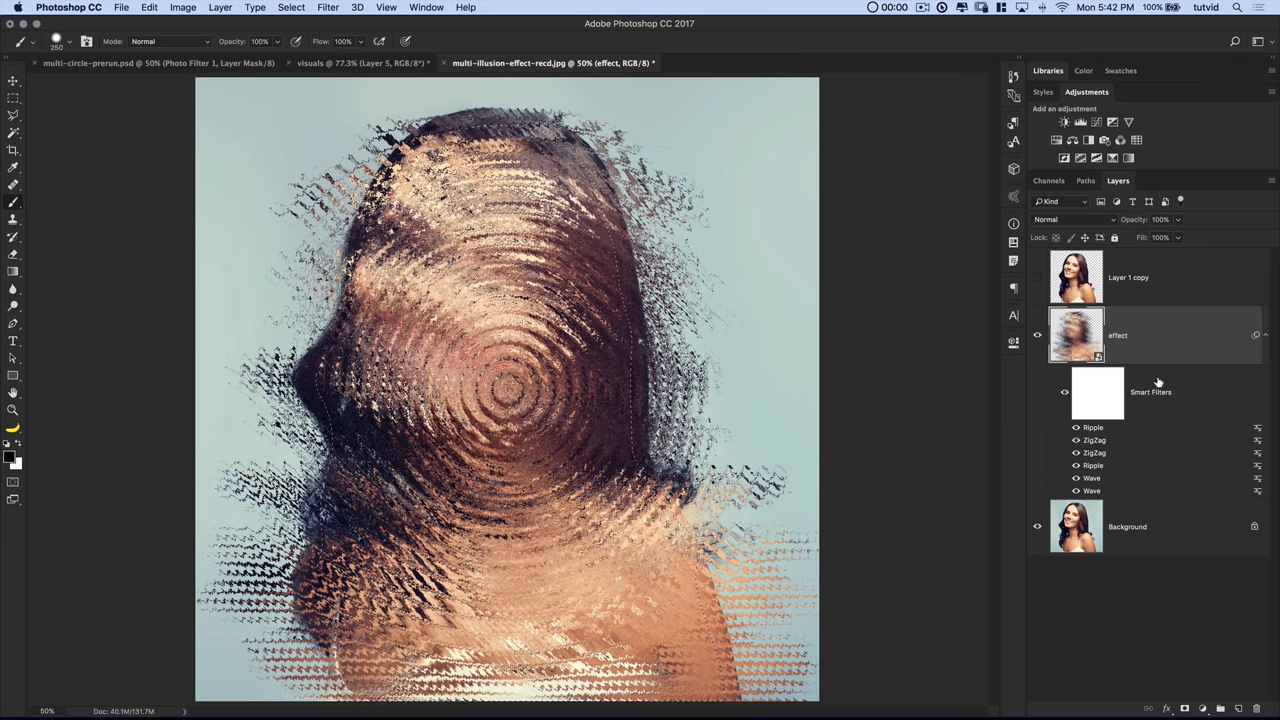 Photoshop CC File Edit Image Layer Type Select Filter 3D View Window Help 00:00 100% Mon 5:42 PM tutvid
Adobe Photoshop CC 2017
250 Mode: Normal Opacity: 100% Flow: 100%
multi-circle-prerun.psd @ 50% (Photo Filter 1, Layer Mask/8) visuals @ 77.3% (Layer 5, RGB/8*) * multi-illusion-effect-recd.jpg @ 50% (effect, RGB/8) *
Libraries Color Swatches
Styles Adjustments
Add an adjustment
Channels Paths Layers
Kind
Normal Opacity: 100%
Lock: Fill: 100%
Layer 1 copy
effect
Smart Filters
Ripple
ZigZag
ZigZag
Ripple
Wave
Wave
Background
50% Doc: 40.1M/131.7M